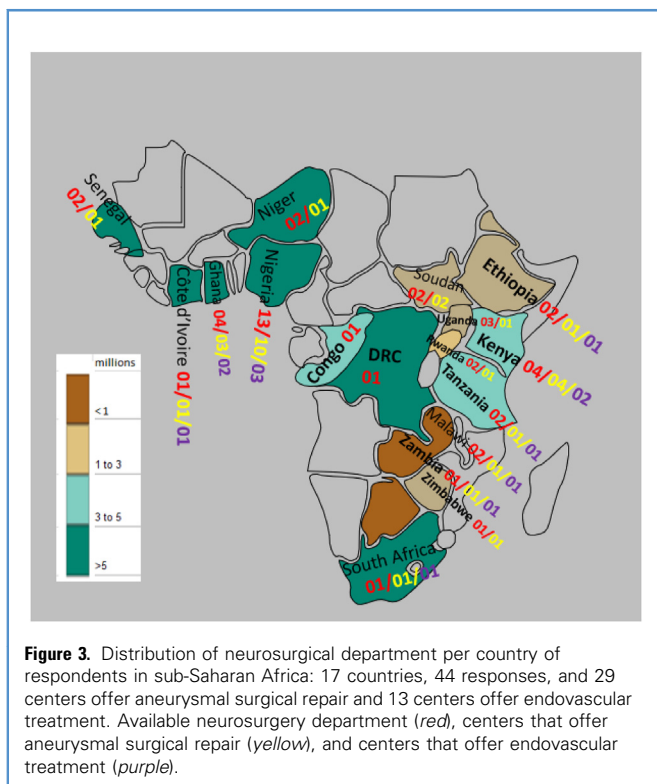 Senegal
02/01
Niger
02/01
Nigeria
13/10/03
Ghana
04/03/02
Côte d'Ivoire
01/01/01
Soudan
02/02
Ethiopia
02/01/01
Uganda 03/01
Kenya
04/04/02
Rwanda
02/01
Congo 01
DRC
01
Tanzania
02/01/01
Malawi
02/01/01
Zambia
01/01/01
Zimbabwe
01/01
South Africa
01/01/01
millions
<1
1 to 3
3 to 5
>5
Figure 3. Distribution of neurosurgical department per country of
respondents in sub-Saharan Africa: 17 countries, 44 responses, and 29
centers offer aneurysmal surgical repair and 13 centers offer endovascular
treatment. Available neurosurgery department (red), centers that offer
aneurysmal surgical repair (yellow), and centers that offer endovascular
treatment (purple).